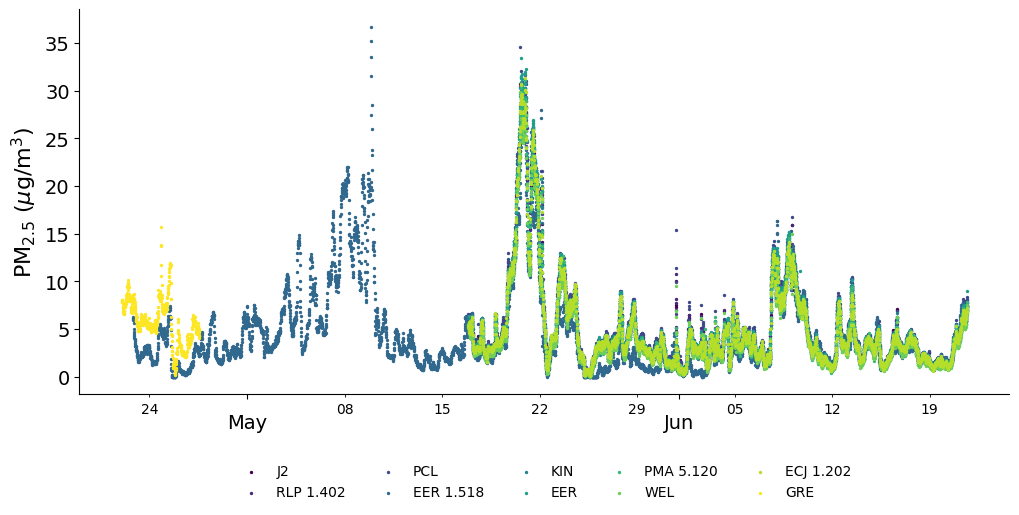 PM2.5 (μg/m3)
35
30
25
20
15
10
5
0
24 08 15 22 29 05 12 19
May Jun
J2 PCL KIN PMA 5.120 ECJ 1.202
RLP 1.402 EER 1.518 EER WEL GRE